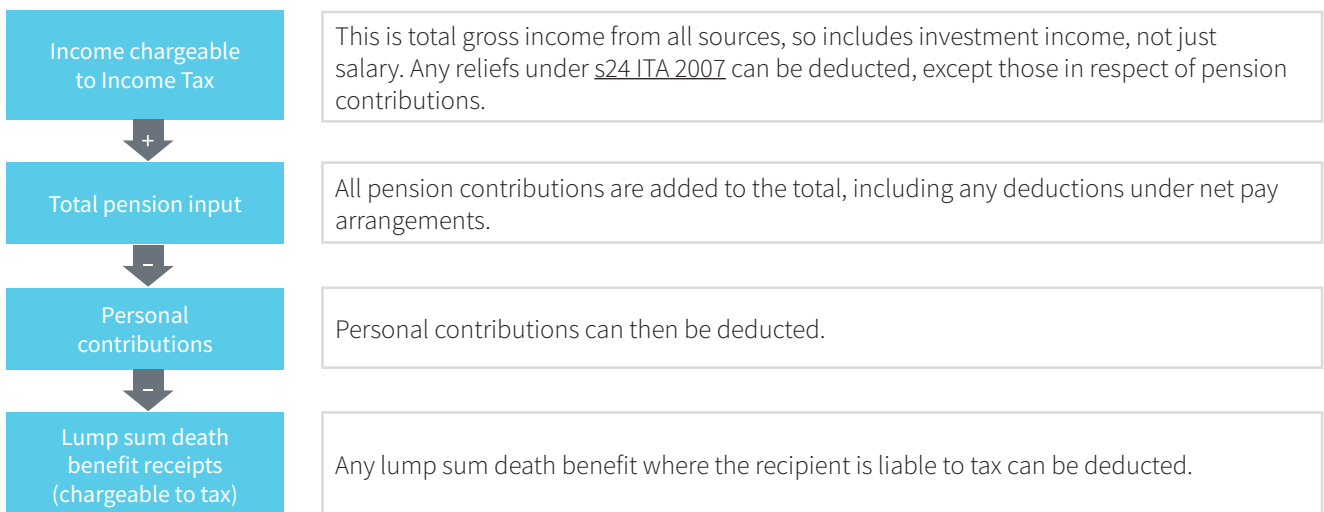 Income chargeable
to Income Tax
This is total gross income from all sources, so includes investment income, not just
salary. Any reliefs under s24 ITA 2007 can be deducted, except those in respect of pension
contributions.
+
Total pension input
All pension contributions are added to the total, including any deductions under net pay
arrangements.
–
Personal
contributions
Personal contributions can then be deducted.
–
Lump sum death
benefit receipts
(chargeable to tax)
Any lump sum death benefit where the recipient is liable to tax can be deducted.